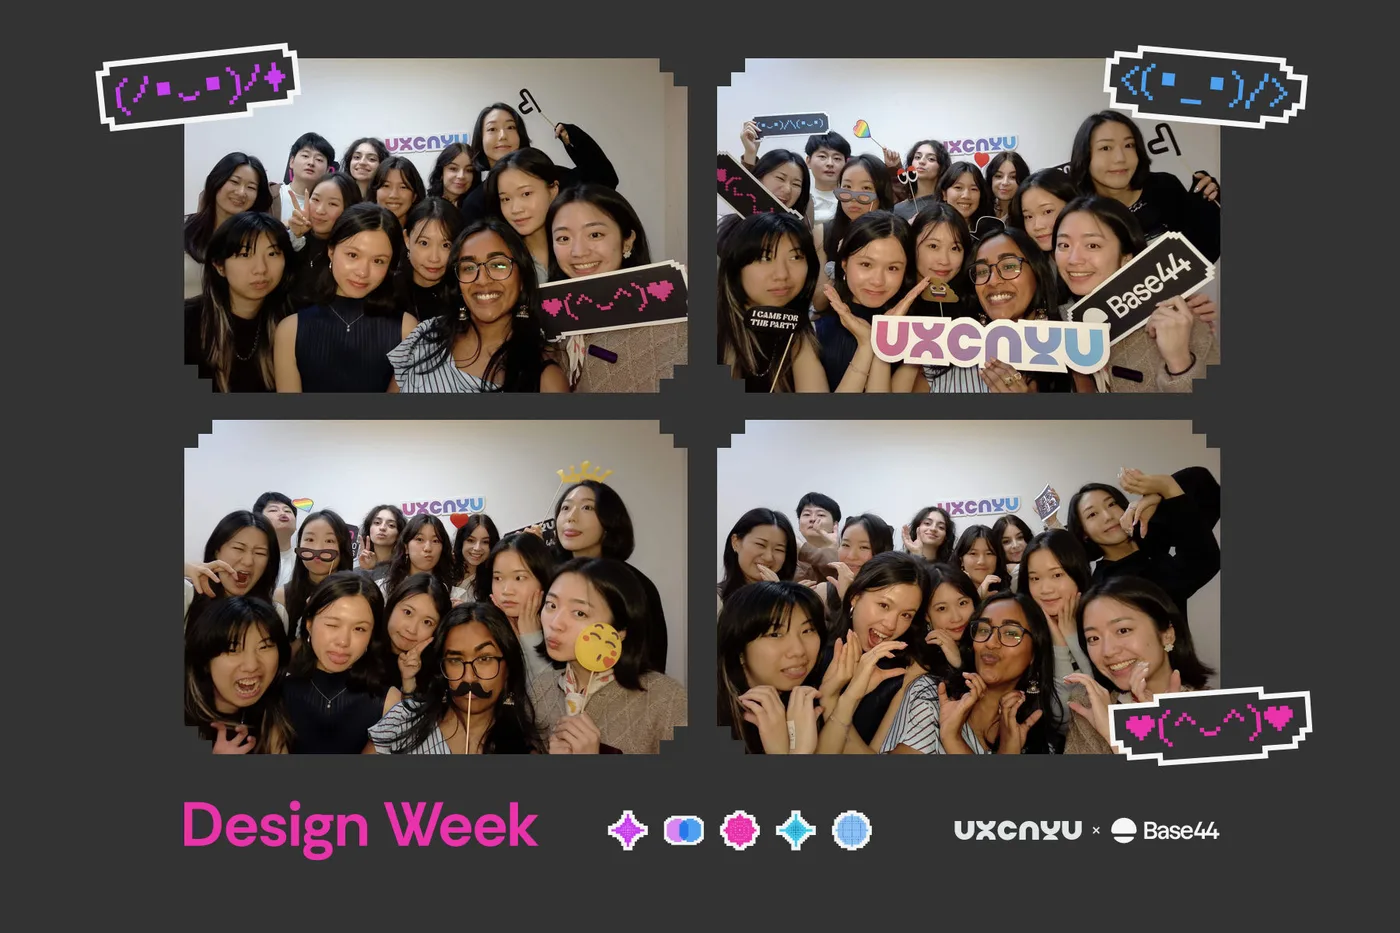 (/▪‿▪)/✦
<(▪_▪)/>
UXCNYU
♥(^‿^)♥
UXCNYU
(▪‿▪)/\(▪‿▪)
I CAME FOR
THE PARTY
UXCNYU
Base44
UXCNYU
UXCNYU
♥(^‿^)♥
Design Week
UXCNYU × Base44